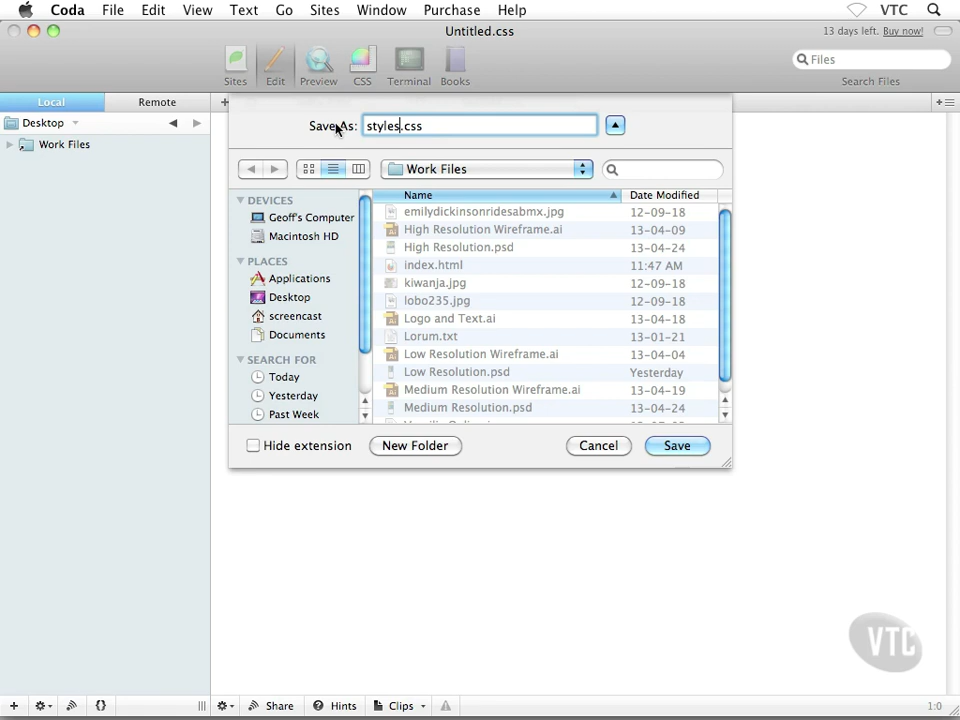 Coda File Edit View Text Go Sites Window Purchase Help VTC
Untitled.css
13 days left. Buy now!
Sites Edit Preview CSS Terminal Books
Files
Search Files
Local Remote
Desktop
Work Files
Save As: styles.css
Work Files
DEVICES
Geoff's Computer
Macintosh HD
PLACES
Applications
Desktop
screencast
Documents
SEARCH FOR
Today
Yesterday
Past Week
Name Date Modified
emilydickinsonridesabmx.jpg 12-09-18
High Resolution Wireframe.ai 13-04-09
High Resolution.psd 13-04-24
index.html 11:47 AM
kiwanja.jpg 12-09-18
lobo235.jpg 12-09-18
Logo and Text.ai 13-04-18
Lorum.txt 13-01-21
Low Resolution Wireframe.ai 13-04-04
Low Resolution.psd Yesterday
Medium Resolution Wireframe.ai 13-04-19
Medium Resolution.psd 13-04-24
Hide extension New Folder Cancel Save
VTC
Share Hints Clips 1:0